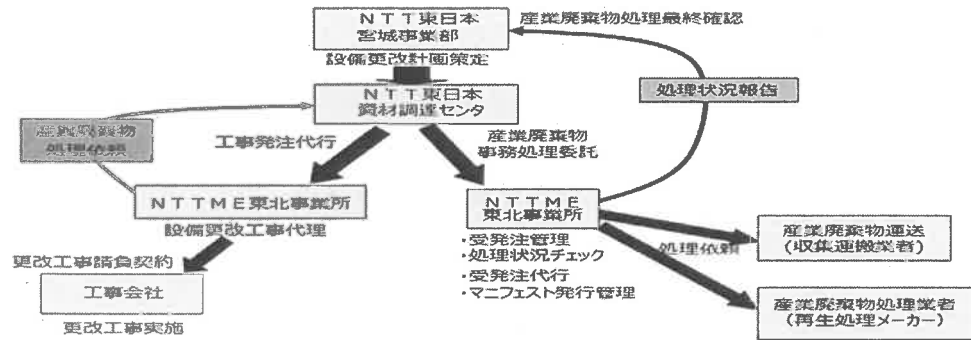 NTT東日本
宮城事業部
産業廃棄物処理最終確認
設備更改計画策定
NTT東日本
資材調達センタ
処理状況報告
産業廃棄物
処理依頼
工事発注代行
産業廃棄物
事務処理委託
NTTME東北事業所
設備更改工事代理
NTTME
東北事業所
・受発注管理
・処理状況チェック
・受発注代行
・マニフェスト発行管理
処理依頼
産業廃棄物運送
(収集運搬業者)
更改工事請負契約
工事会社
更改工事実施
産業廃棄物処理業者
(再生処理メーカー)